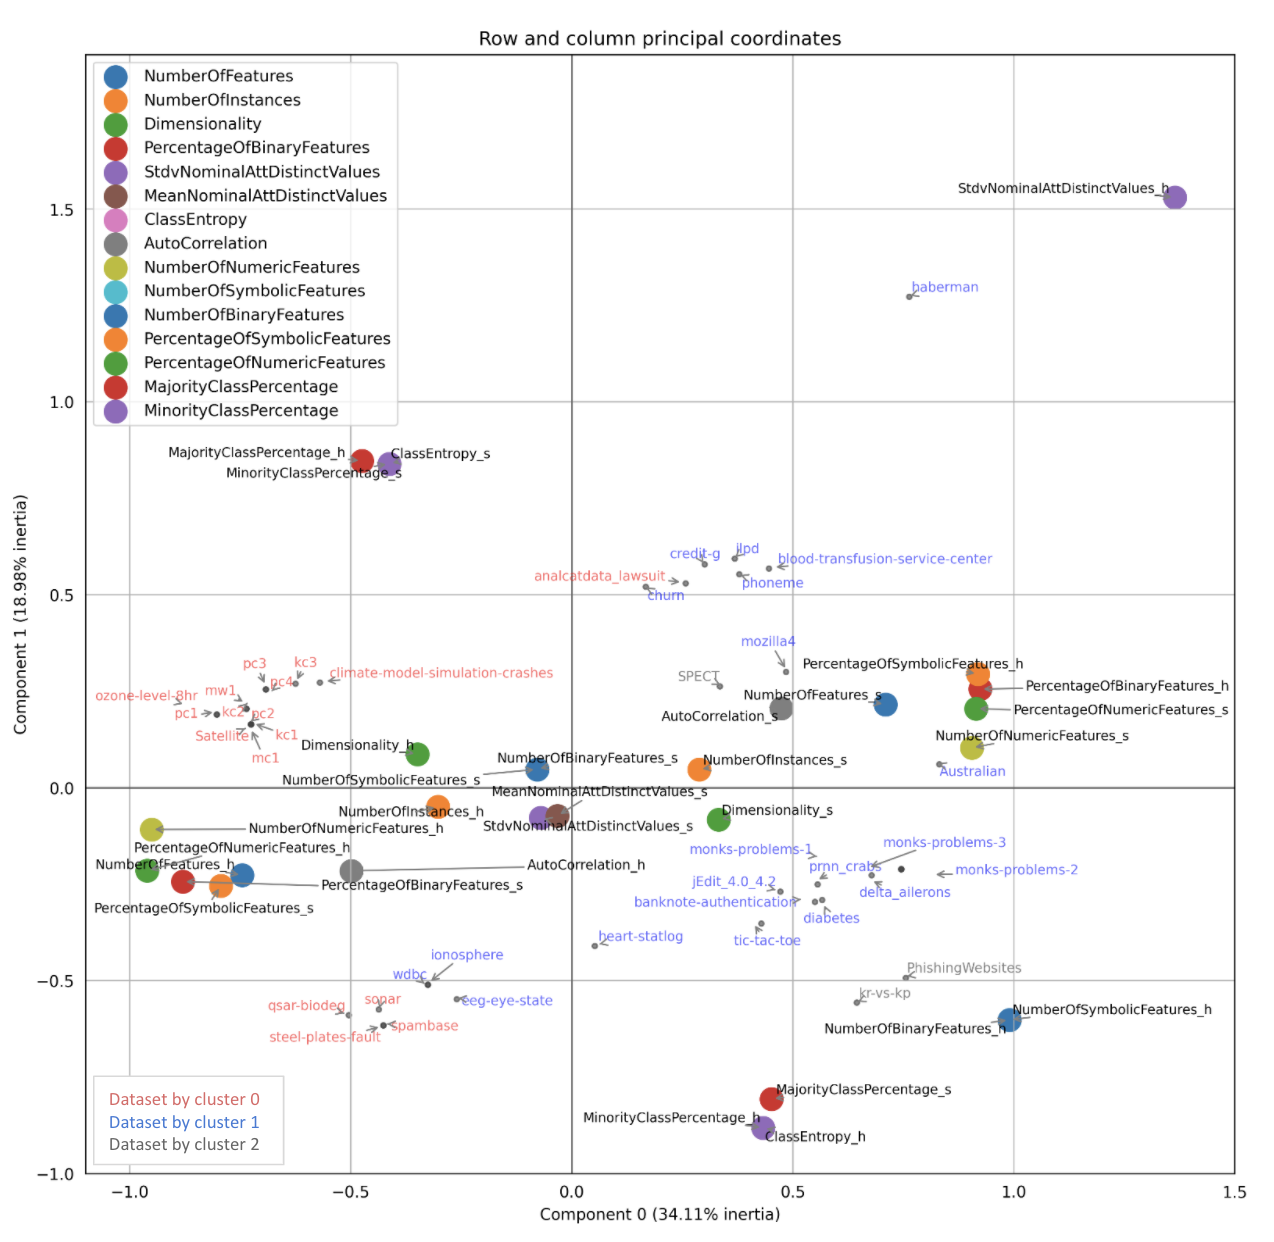 Row and column principal coordinates
NumberOfFeatures
NumberOfInstances
Dimensionality
PercentageOfBinaryFeatures
StdvNominalAttDistinctValues
MeanNominalAttDistinctValues
ClassEntropy
AutoCorrelation
NumberOfNumericFeatures
NumberOfSymbolicFeatures
NumberOfBinaryFeatures
PercentageOfSymbolicFeatures
PercentageOfNumericFeatures
MajorityClassPercentage
MinorityClassPercentage
StdvNominalAttDistinctValues_h
haberman
MajorityClassPercentage_h
ClassEntropy_s
MinorityClassPercentage_s
credit-g
ilpd
blood-transfusion-service-center
analcatdata_lawsuit
phoneme
churn
mozilla4
pc3
kc3
climate-model-simulation-crashes
pc4
SPECT
PercentageOfSymbolicFeatures_h
PercentageOfBinaryFeatures_h
ozone-level-8hr
mw1
NumberOfFeatures_s
pc1
kc2
pc2
AutoCorrelation_s
PercentageOfNumericFeatures_s
Satellite
kc1
mc1
NumberOfNumericFeatures_s
Dimensionality_h
NumberOfBinaryFeatures_s
NumberOfInstances_s
Australian
NumberOfSymbolicFeatures_s
MeanNominalAttDistinctValues_s
NumberOfInstances_h
Dimensionality_s
NumberOfNumericFeatures_h
StdvNominalAttDistinctValues_s
PercentageOfNumericFeatures_h
monks-problems-1
monks-problems-3
NumberOfFeatures_h
AutoCorrelation_h
prnn_crabs
monks-problems-2
PercentageOfBinaryFeatures_s
jEdit_4.0_4.2
delta_ailerons
PercentageOfSymbolicFeatures_s
banknote-authentication
diabetes
heart-statlog
tic-tac-toe
ionosphere
wdbc
PhishingWebsites
qsar-biodeg
sonar
eeg-eye-state
kr-vs-kp
steel-plates-fault
spambase
NumberOfSymbolicFeatures_h
NumberOfBinaryFeatures_h
MajorityClassPercentage_s
MinorityClassPercentage_h
ClassEntropy_h
Dataset by cluster 0
Dataset by cluster 1
Dataset by cluster 2
1.5
1.0
0.5
0.0
−0.5
−1.0
Component 1 (18.98% inertia)
−1.0
−0.5
0.0
0.5
1.0
1.5
Component 0 (34.11% inertia)